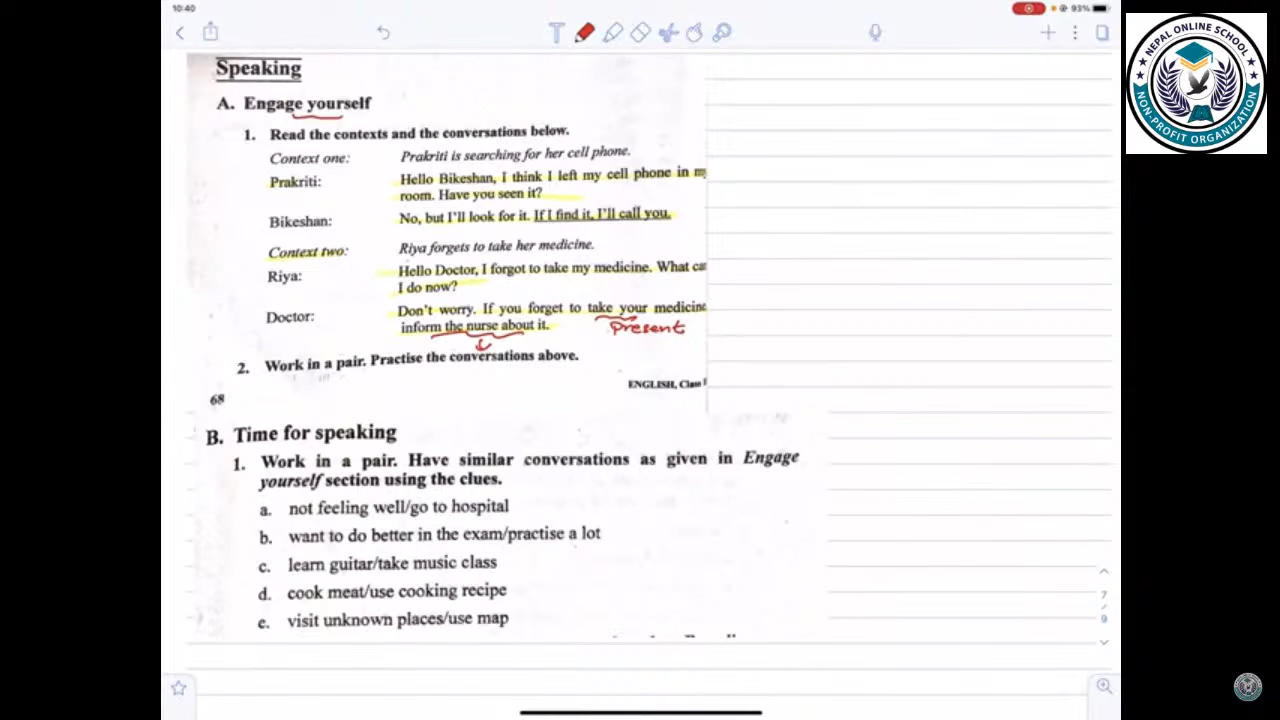 10:40
93%
NEPAL ONLINE SCHOOL
NON-PROFIT ORGANIZATION
Speaking
A. Engage yourself
1. Read the contexts and the conversations below.
Context one: Prakriti is searching for her cell phone.
Prakriti: Hello Bikeshan, I think I left my cell phone in my
room. Have you seen it?
Bikeshan: No, but I'll look for it. If I find it, I'll call you.
Context two: Riya forgets to take her medicine.
Riya: Hello Doctor, I forgot to take my medicine. What ca
I do now?
Doctor: Don't worry. If you forget to take your medicine
inform the nurse about it.
Present
2. Work in a pair. Practise the conversations above.
ENGLISH, Class
68
B. Time for speaking
1. Work in a pair. Have similar conversations as given in Engage
yourself section using the clues.
a. not feeling well/go to hospital
b. want to do better in the exam/practise a lot
c. learn guitar/take music class
d. cook meat/use cooking recipe
e. visit unknown places/use map
7
/
9